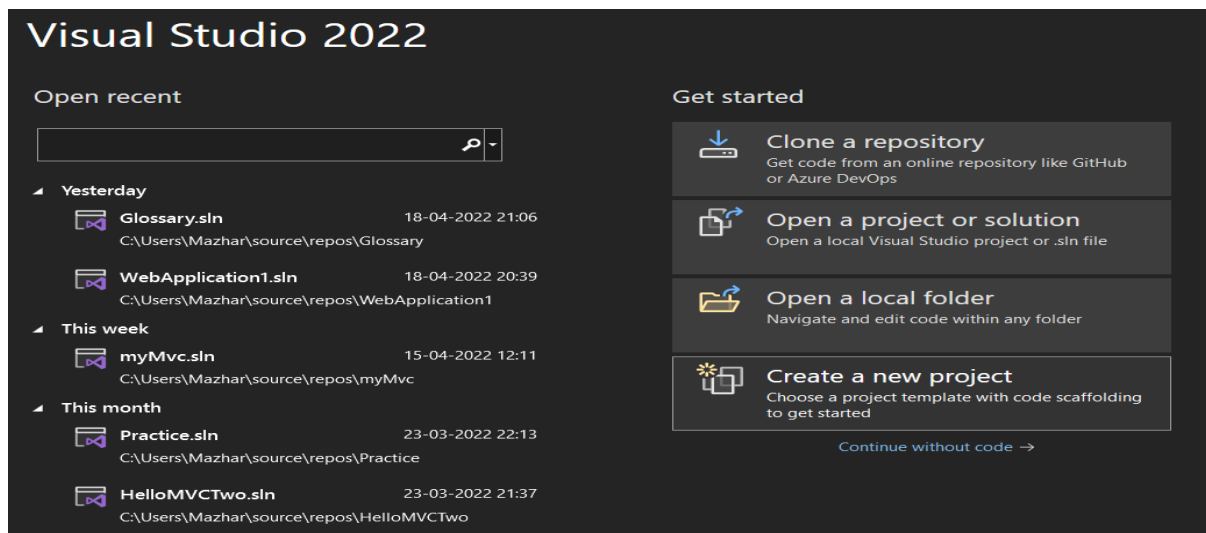 Visual Studio 2022
Open recent
Yesterday
Glossary.sln 18-04-2022 21:06
C:\Users\Mazhar\source\repos\Glossary
WebApplication1.sln 18-04-2022 20:39
C:\Users\Mazhar\source\repos\WebApplication1
This week
myMvc.sln 15-04-2022 12:11
C:\Users\Mazhar\source\repos\myMvc
This month
Practice.sln 23-03-2022 22:13
C:\Users\Mazhar\source\repos\Practice
HelloMVCTwo.sln 23-03-2022 21:37
C:\Users\Mazhar\source\repos\HelloMVCTwo
Get started
Clone a repository
Get code from an online repository like GitHub
or Azure DevOps
Open a project or solution
Open a local Visual Studio project or .sln file
Open a local folder
Navigate and edit code within any folder
Create a new project
Choose a project template with code scaffolding
to get started
Continue without code →